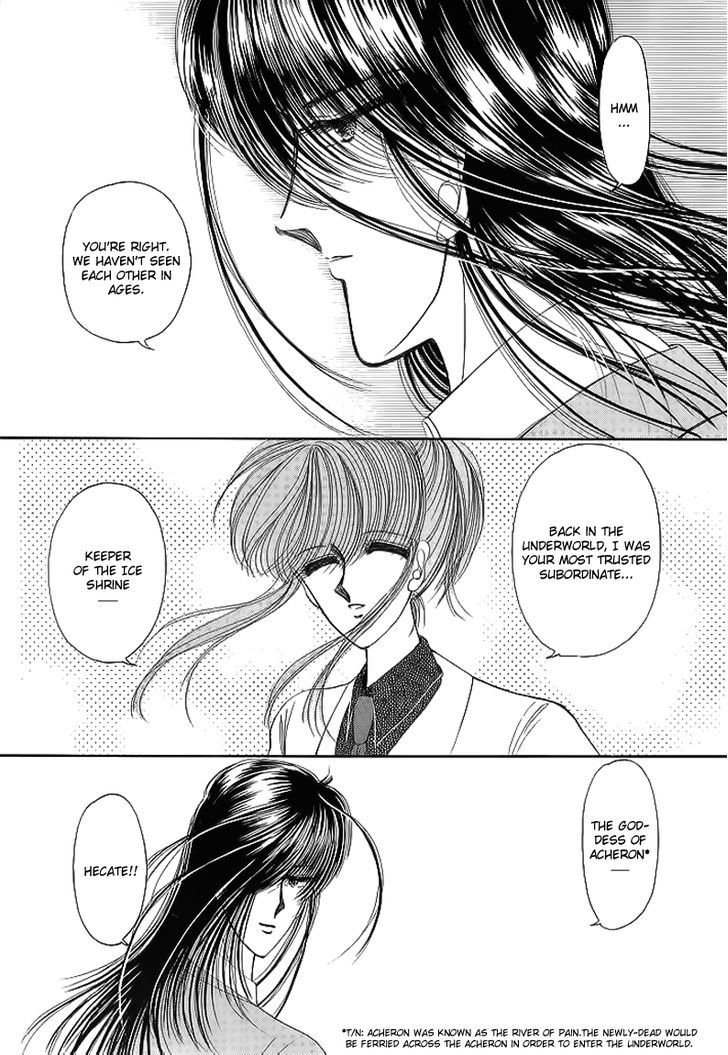 HMM
...
YOU'RE RIGHT.
WE HAVEN'T SEEN
EACH OTHER IN
AGES.
BACK IN THE
UNDERWORLD, I WAS
YOUR MOST TRUSTED
SUBORDINATE...
KEEPER
OF THE ICE
SHRINE
—
THE GOD-
DESS OF
ACHERON*
—
HECATE!!
*T/N: ACHERON WAS KNOWN AS THE RIVER OF PAIN.THE NEWLY-DEAD WOULD
BE FERRIED ACROSS THE ACHERON IN ORDER TO ENTER THE UNDERWORLD.